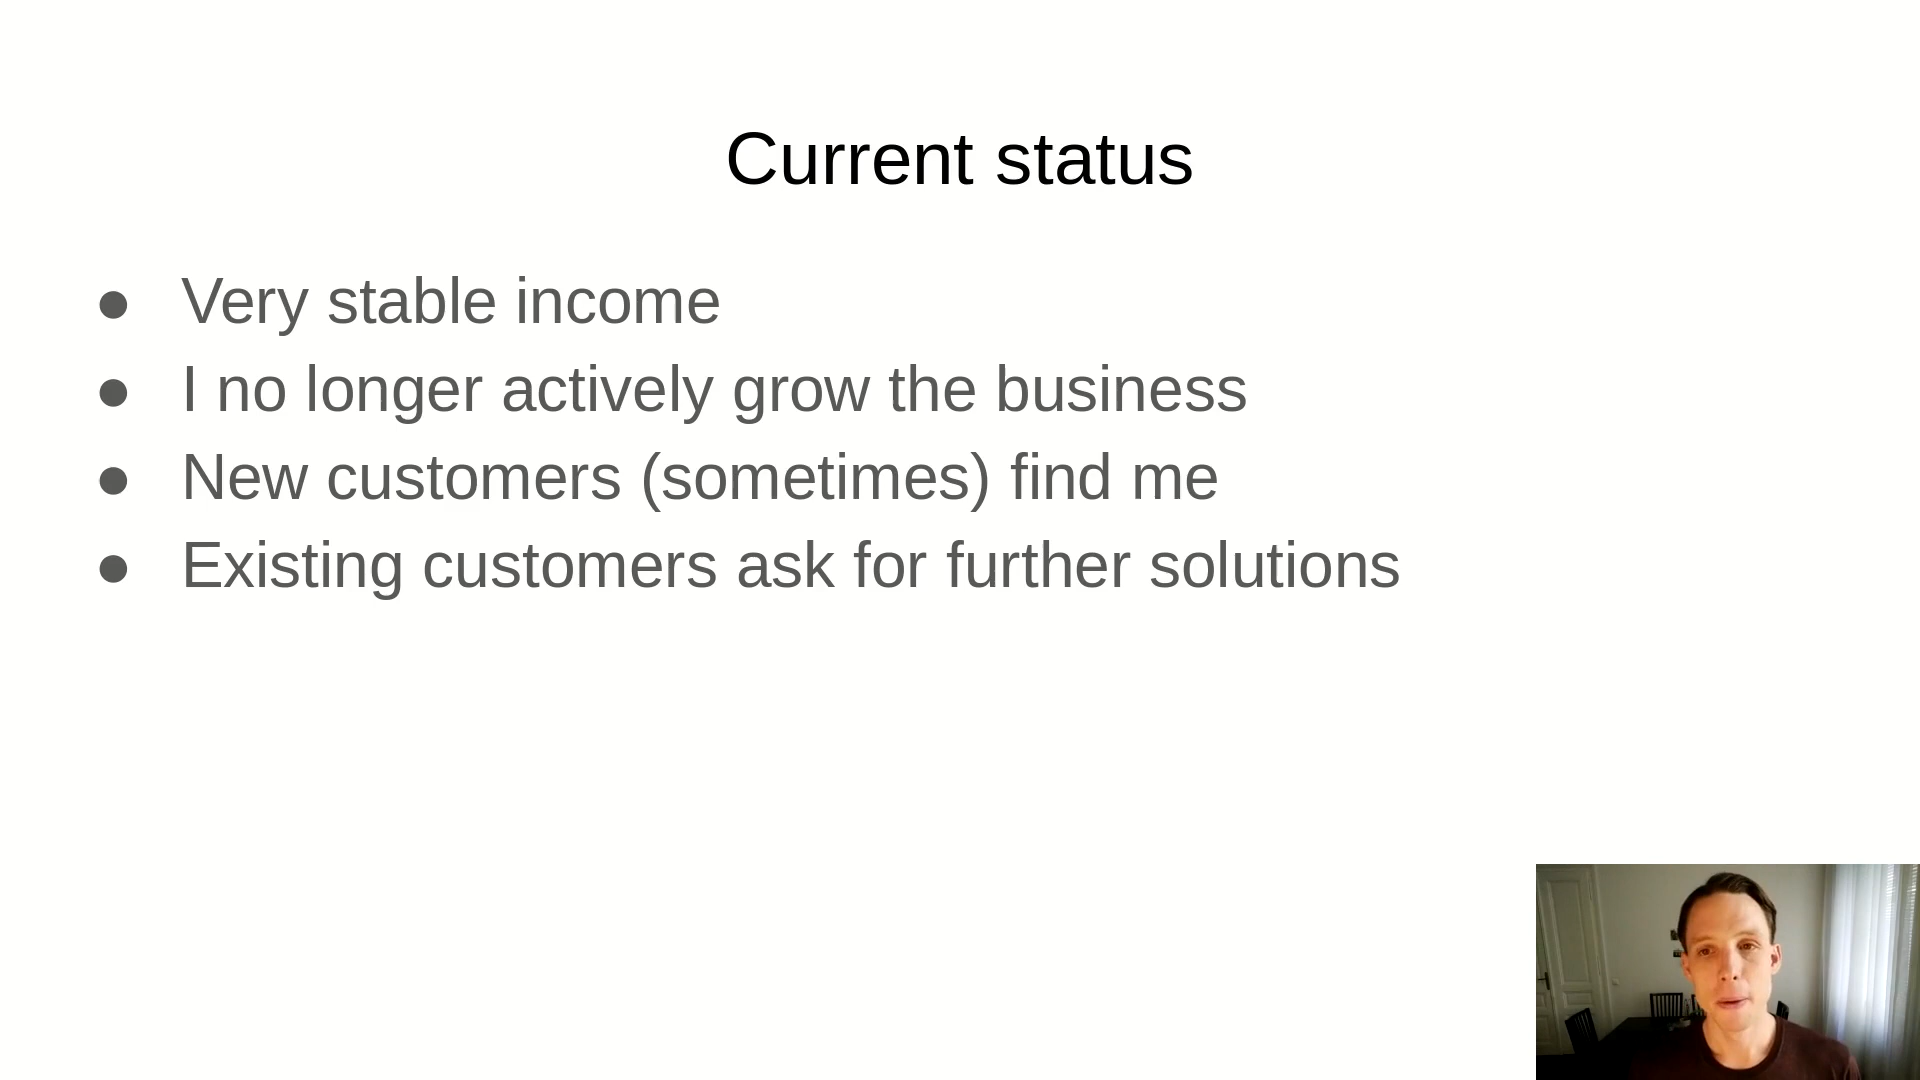 Current status
● Very stable income
● I no longer actively grow the business
● New customers (sometimes) find me
● Existing customers ask for further solutions